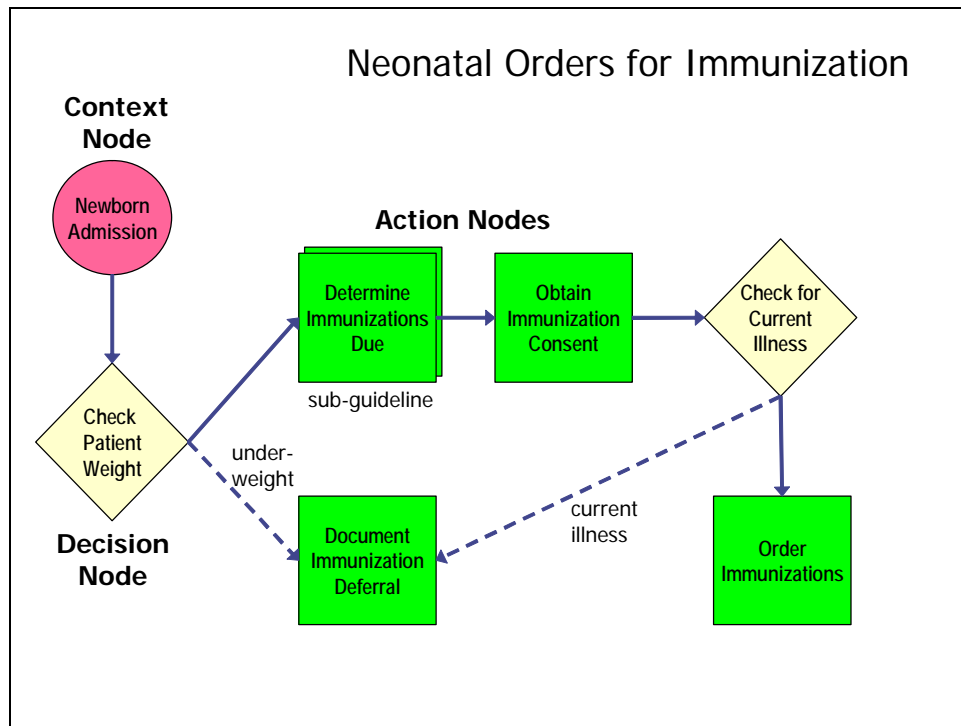 Neonatal Orders for Immunization
Context
Node
Newborn
Admission
Action Nodes
Determine
Immunizations
Due
sub-guideline
Obtain
Immunization
Consent
Check for
Current
Illness
Check
Patient
Weight
under-
weight
Decision
Node
Document
Immunization
Deferral
current
illness
Order
Immunizations